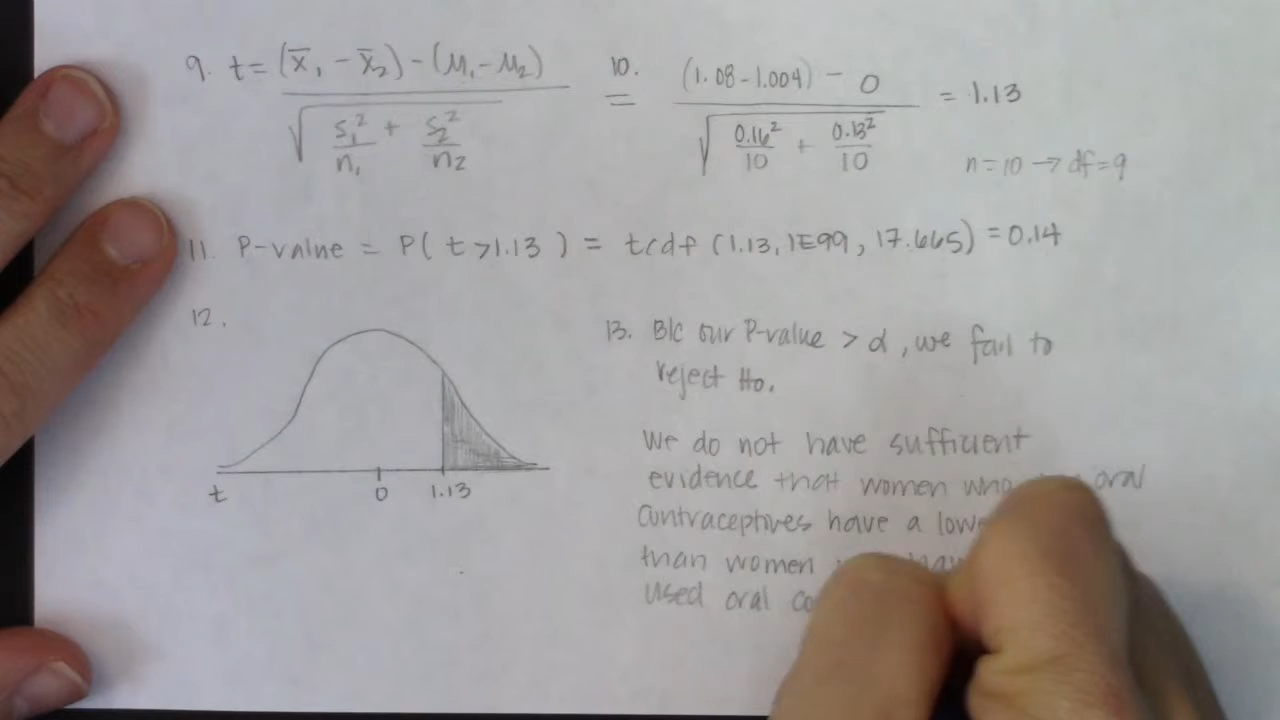 9. t = (x̄₁ - x̄₂) - (μ₁ - μ₂)
√ s₁²/n₁ + s₂²/n₂
10. = (1.08 - 1.004) - 0 = 1.13
√ 0.16²/10 + 0.13²/10
n = 10 → df = 9
11. P-value = P( t > 1.13 ) = tcdf (1.13, 1E99, 17.665) = 0.14
12.
t 0 1.13
13. B/c our P-value > α, we fail to
reject Ho.
We do not have sufficient
evidence that women who oral
contraceptives have a
than women
used oral